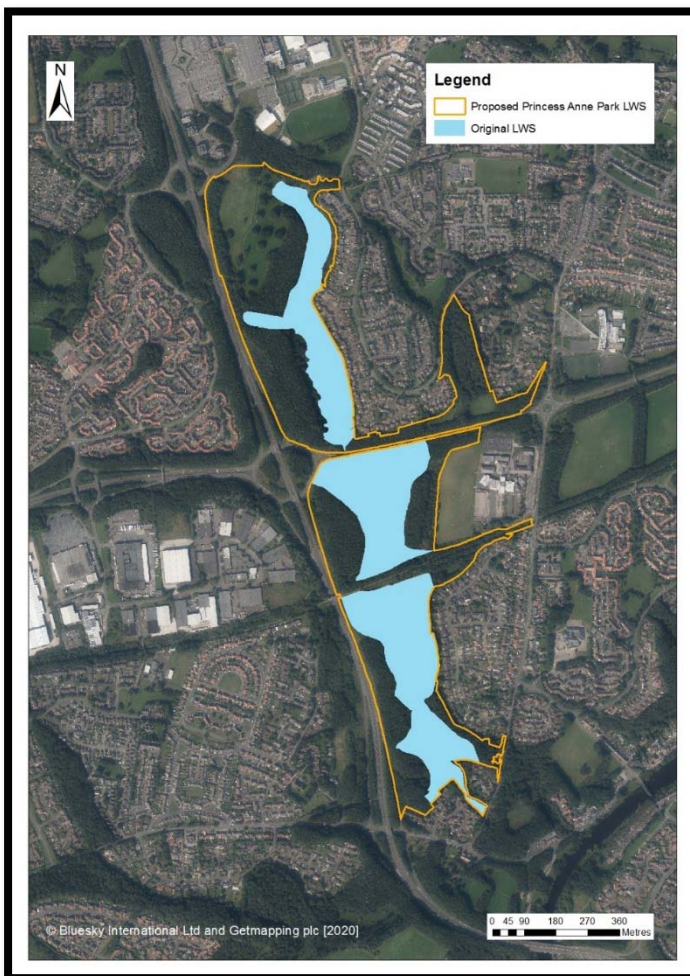 N
Legend
Proposed Princess Anne Park LWS
Original LWS
© Bluesky International Ltd and Getmapping plc [2020]
0 45 90 180 270 360
Metres